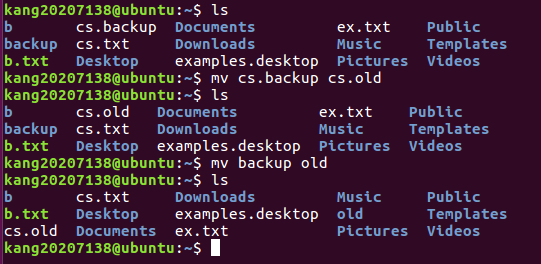 kang20207138@ubuntu:~$ ls
b       cs.backup  Documents         ex.txt    Public
backup  cs.txt     Downloads         Music     Templates
b.txt   Desktop    examples.desktop  Pictures  Videos
kang20207138@ubuntu:~$ mv cs.backup cs.old
kang20207138@ubuntu:~$ ls
b       cs.old   Documents         ex.txt    Public
backup  cs.txt   Downloads         Music     Templates
b.txt   Desktop  examples.desktop  Pictures  Videos
kang20207138@ubuntu:~$ mv backup old
kang20207138@ubuntu:~$ ls
b       cs.txt     Downloads         Music     Public
b.txt   Desktop    examples.desktop  old       Templates
cs.old  Documents  ex.txt            Pictures  Videos
kang20207138@ubuntu:~$